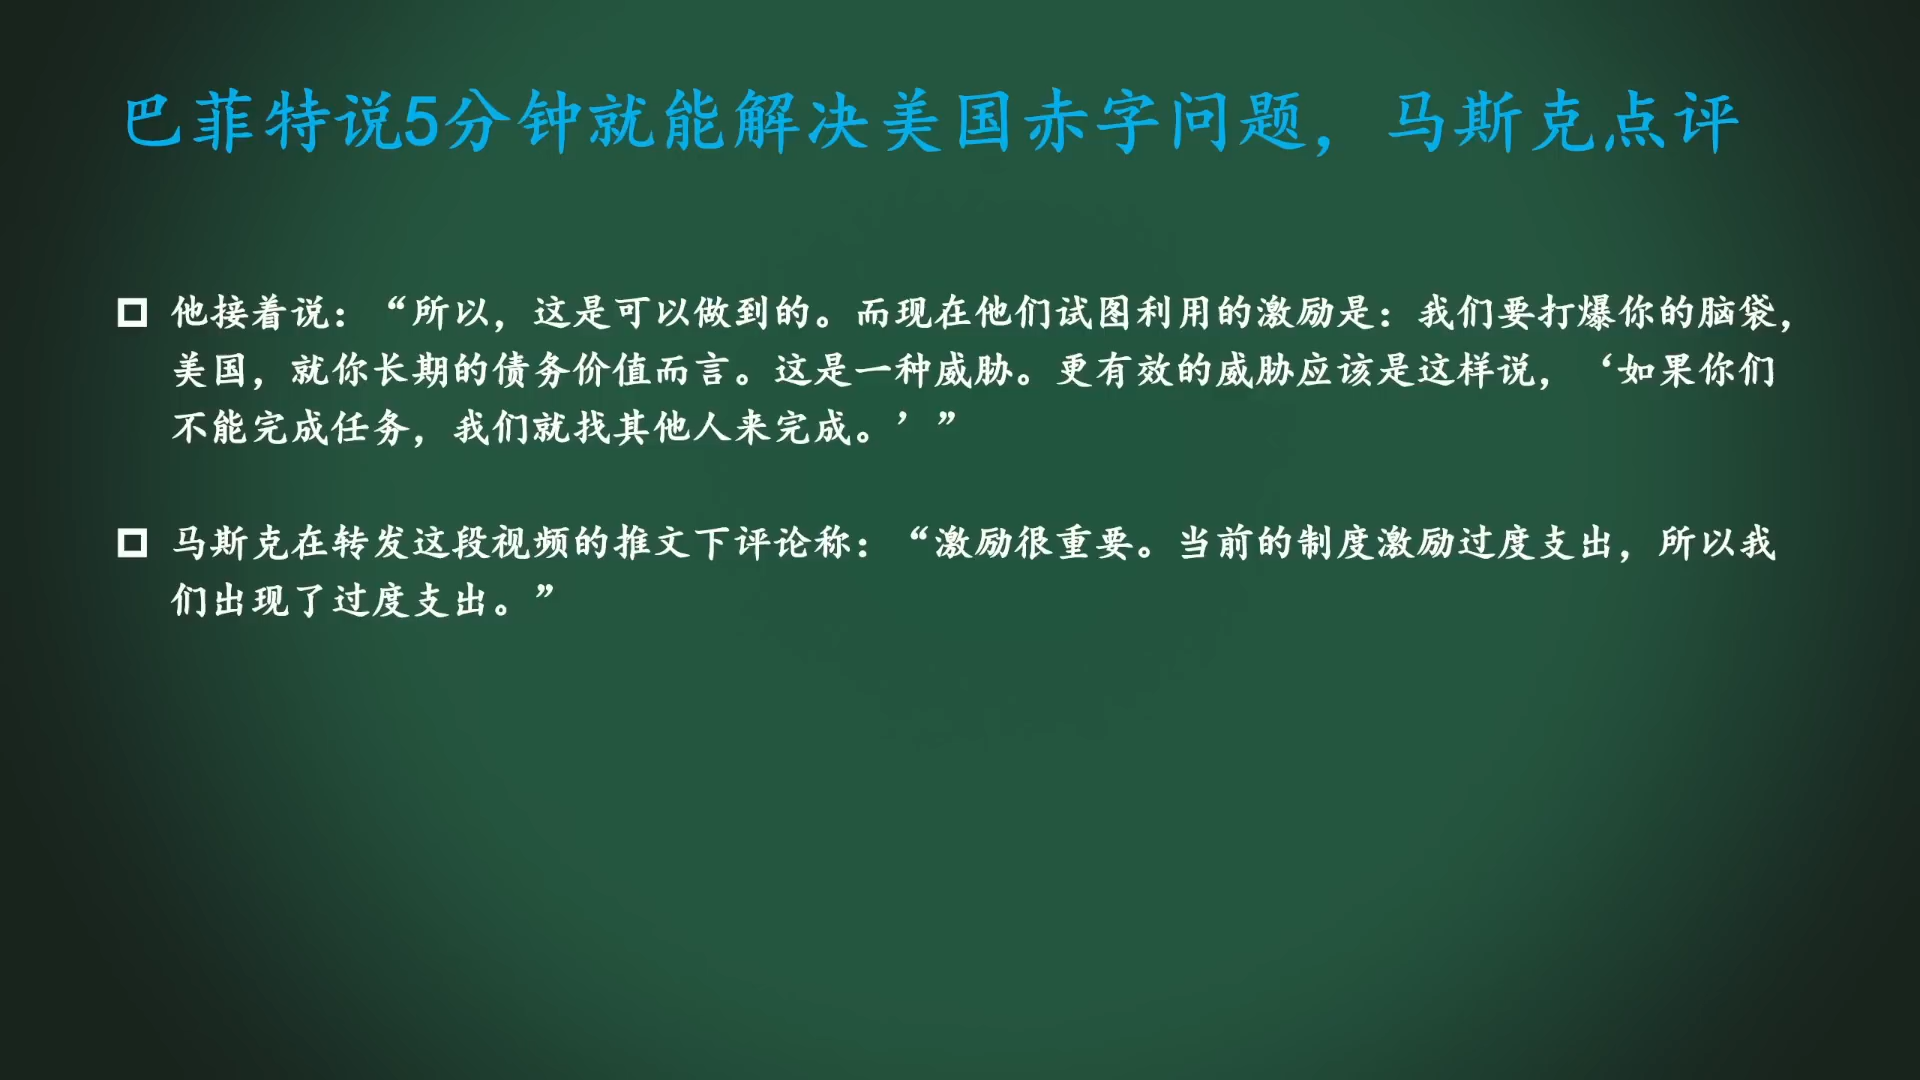 巴菲特说5分钟就能解决美国赤字问题，马斯克点评
他接着说：“所以，这是可以做到的。而现在他们试图利用的激励是：我们要打爆你的脑袋，
美国，就你长期的债务价值而言。这是一种威胁。更有效的威胁应该是这样说，‘如果你们
不能完成任务，我们就找其他人来完成。’”
马斯克在转发这段视频的推文下评论称：“激励很重要。当前的制度激励过度支出，所以我
们出现了过度支出。”